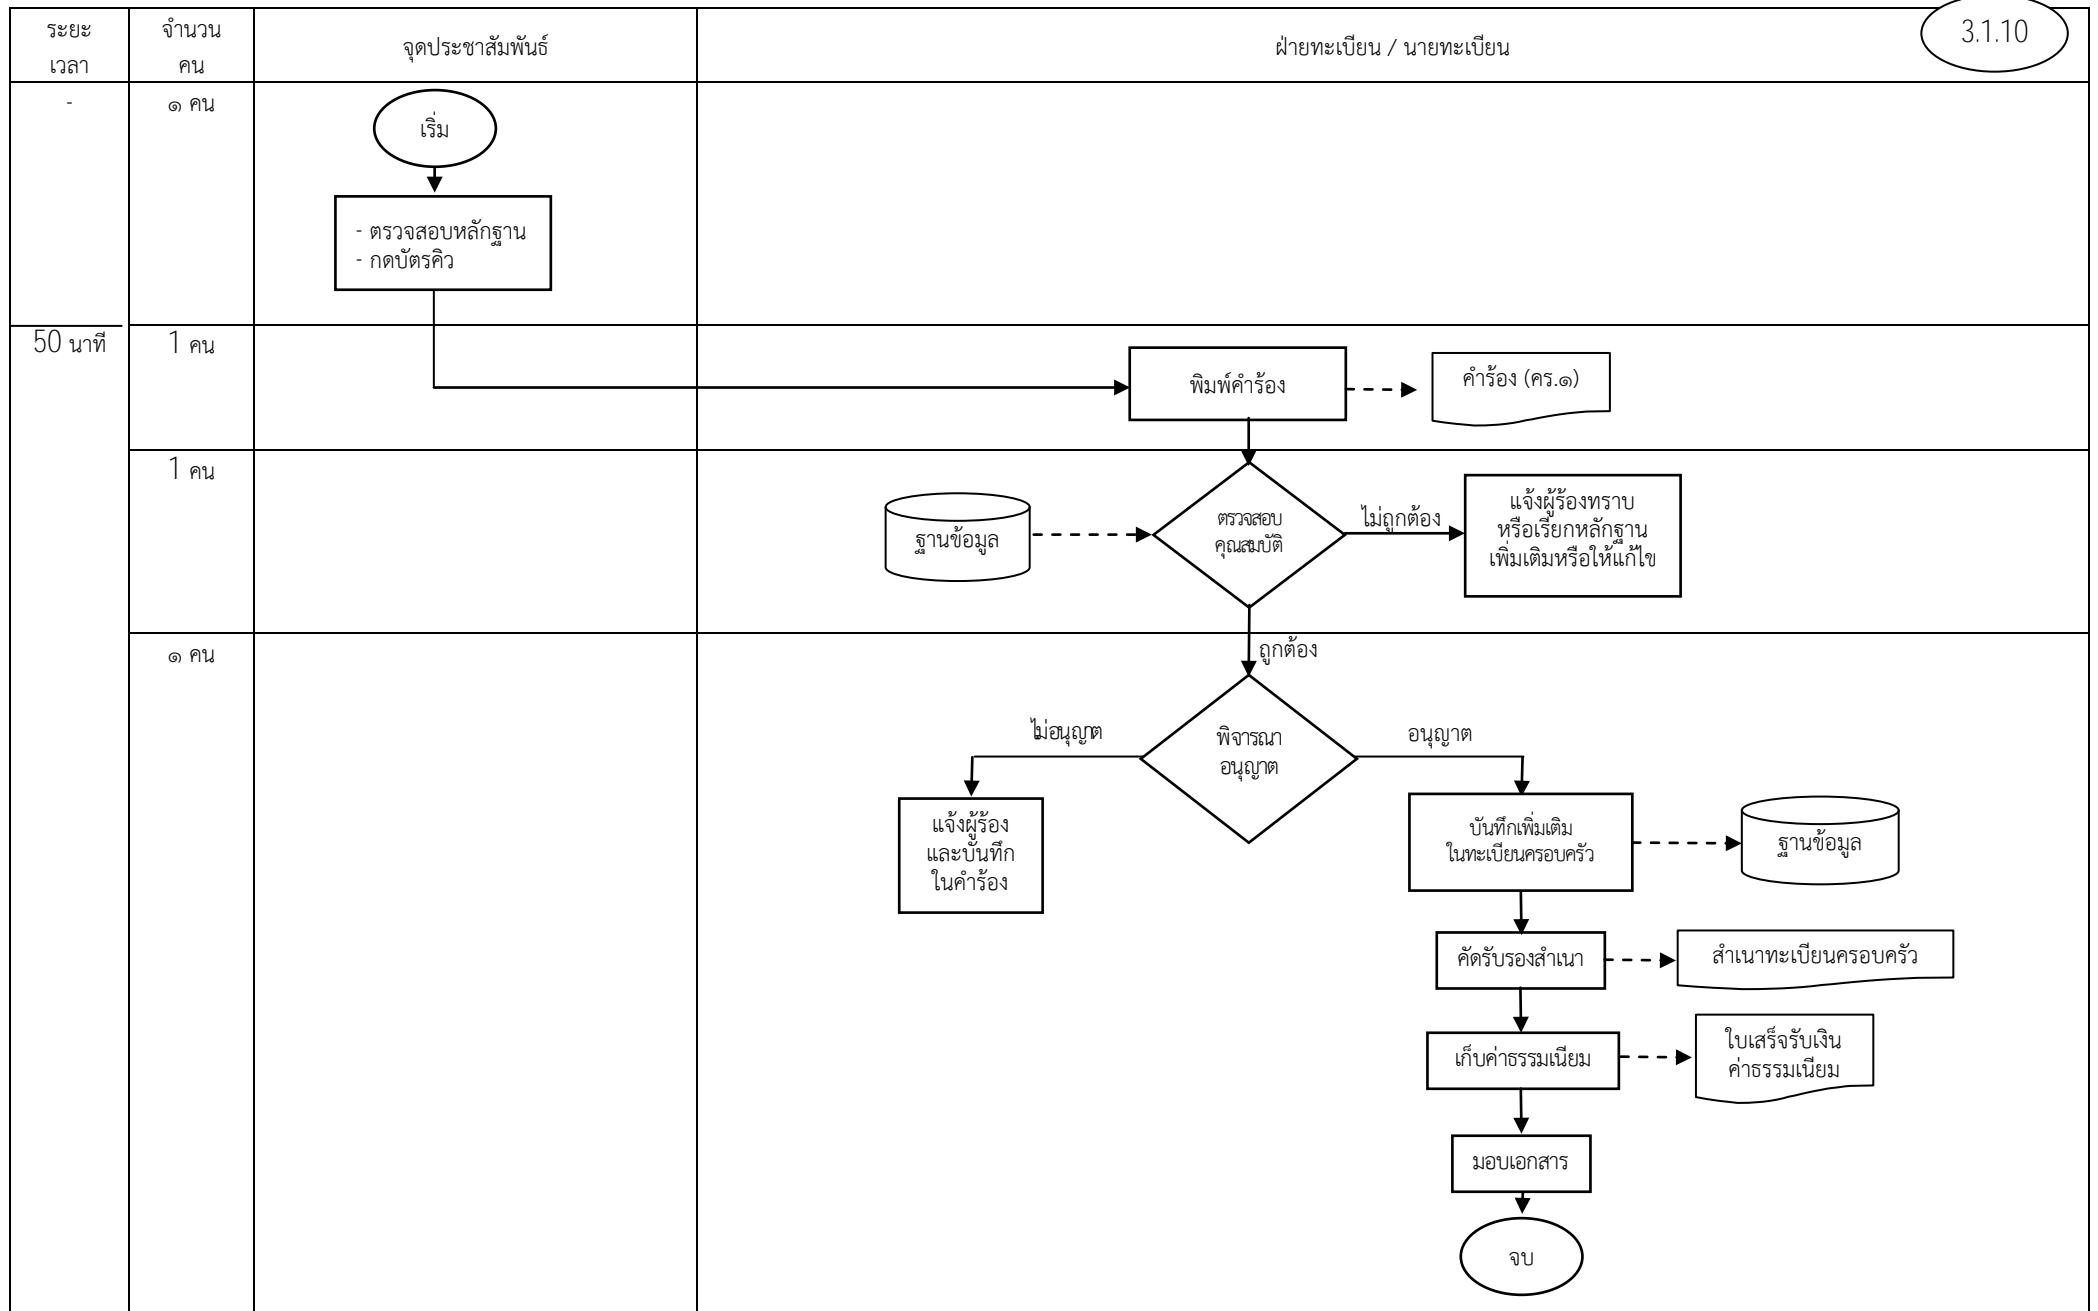 ระยะ
เวลา
จำนวน
คน
จุดประชาสัมพันธ์
ฝ่ายทะเบียน / นายทะเบียน
3.1.10
-
๑ คน
เริ่ม
- ตรวจสอบหลักฐาน
- กดบัตรคิว
50 นาที
1 คน
พิมพ์คำร้อง
คำร้อง (คร.๑)
1 คน
ฐานข้อมูล
ตรวจสอบ
คุณสมบัติ
ไม่ถูกต้อง
แจ้งผู้ร้องทราบ
หรือเรียกหลักฐาน
เพิ่มเติมหรือให้แก้ไข
๑ คน
ถูกต้อง
ไม่อนุญาต
พิจารณา
อนุญาต
อนุญาต
แจ้งผู้ร้อง
และบันทึก
ในคำร้อง
บันทึกเพิ่มเติม
ในทะเบียนครอบครัว
ฐานข้อมูล
คัดรับรองสำเนา
สำเนาทะเบียนครอบครัว
เก็บค่าธรรมเนียม
ใบเสร็จรับเงิน
ค่าธรรมเนียม
มอบเอกสาร
จบ